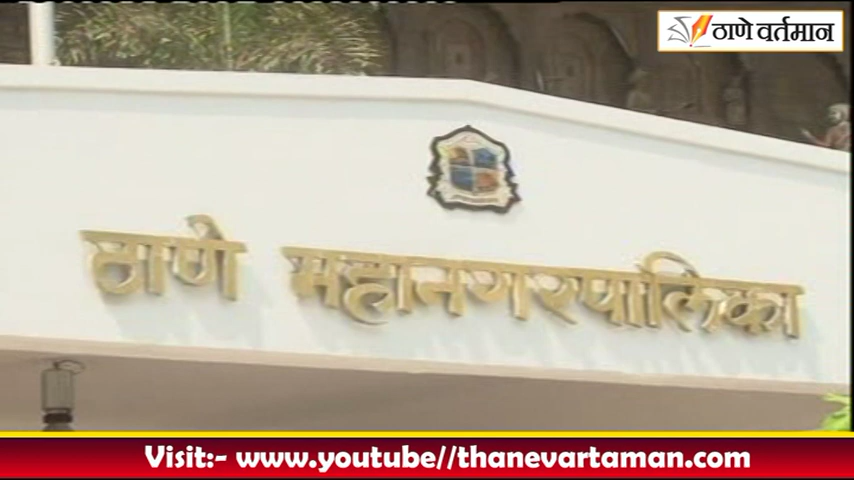 ठाणे वर्तमान
ठाणे महानगरपालिका
Visit:- www.youtube//thanevartaman.com